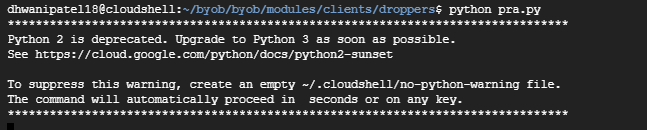 dhwanipatel18@cloudshell:~/byob/byob/modules/clients/droppers$ python pra.py
********************************************************************************
Python 2 is deprecated. Upgrade to Python 3 as soon as possible.
See https://cloud.google.com/python/docs/python2-sunset
To suppress this warning, create an empty ~/.cloudshell/no-python-warning file.
The command will automatically proceed in  seconds or on any key.
********************************************************************************